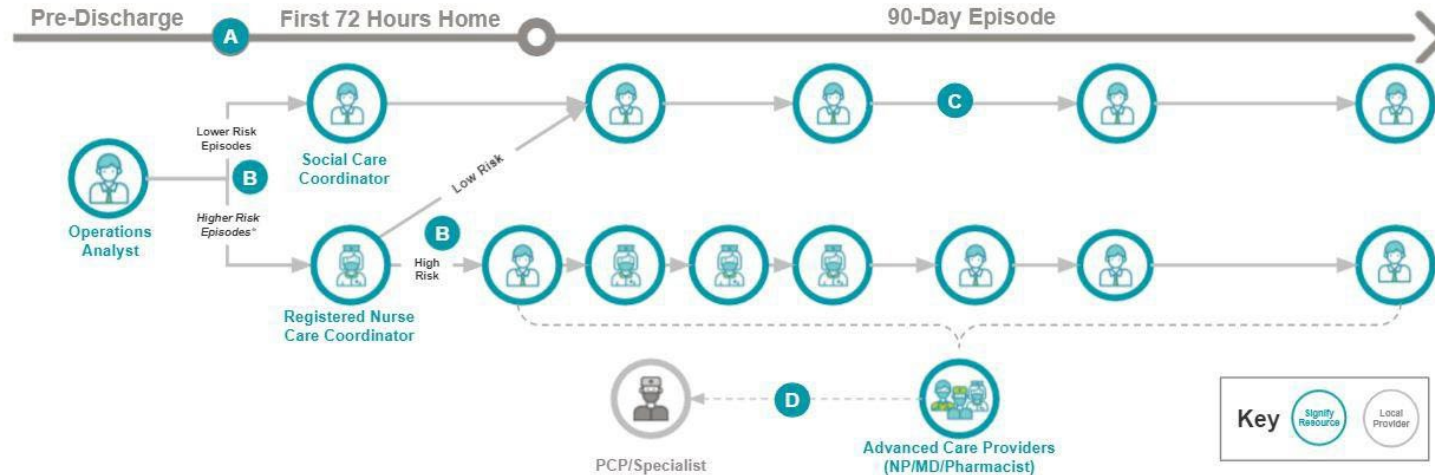 Pre-Discharge
First 72 Hours Home
90-Day Episode
A
Lower Risk
Episodes
B
Higher Risk
Episodes*
Operations
Analyst
Social Care
Coordinator
Low Risk
C
B
High
Risk
Registered Nurse
Care Coordinator
D
PCP/Specialist
Advanced Care Providers
(NP/MD/Pharmacist)
Key
Signify
Resource
Local
Provider